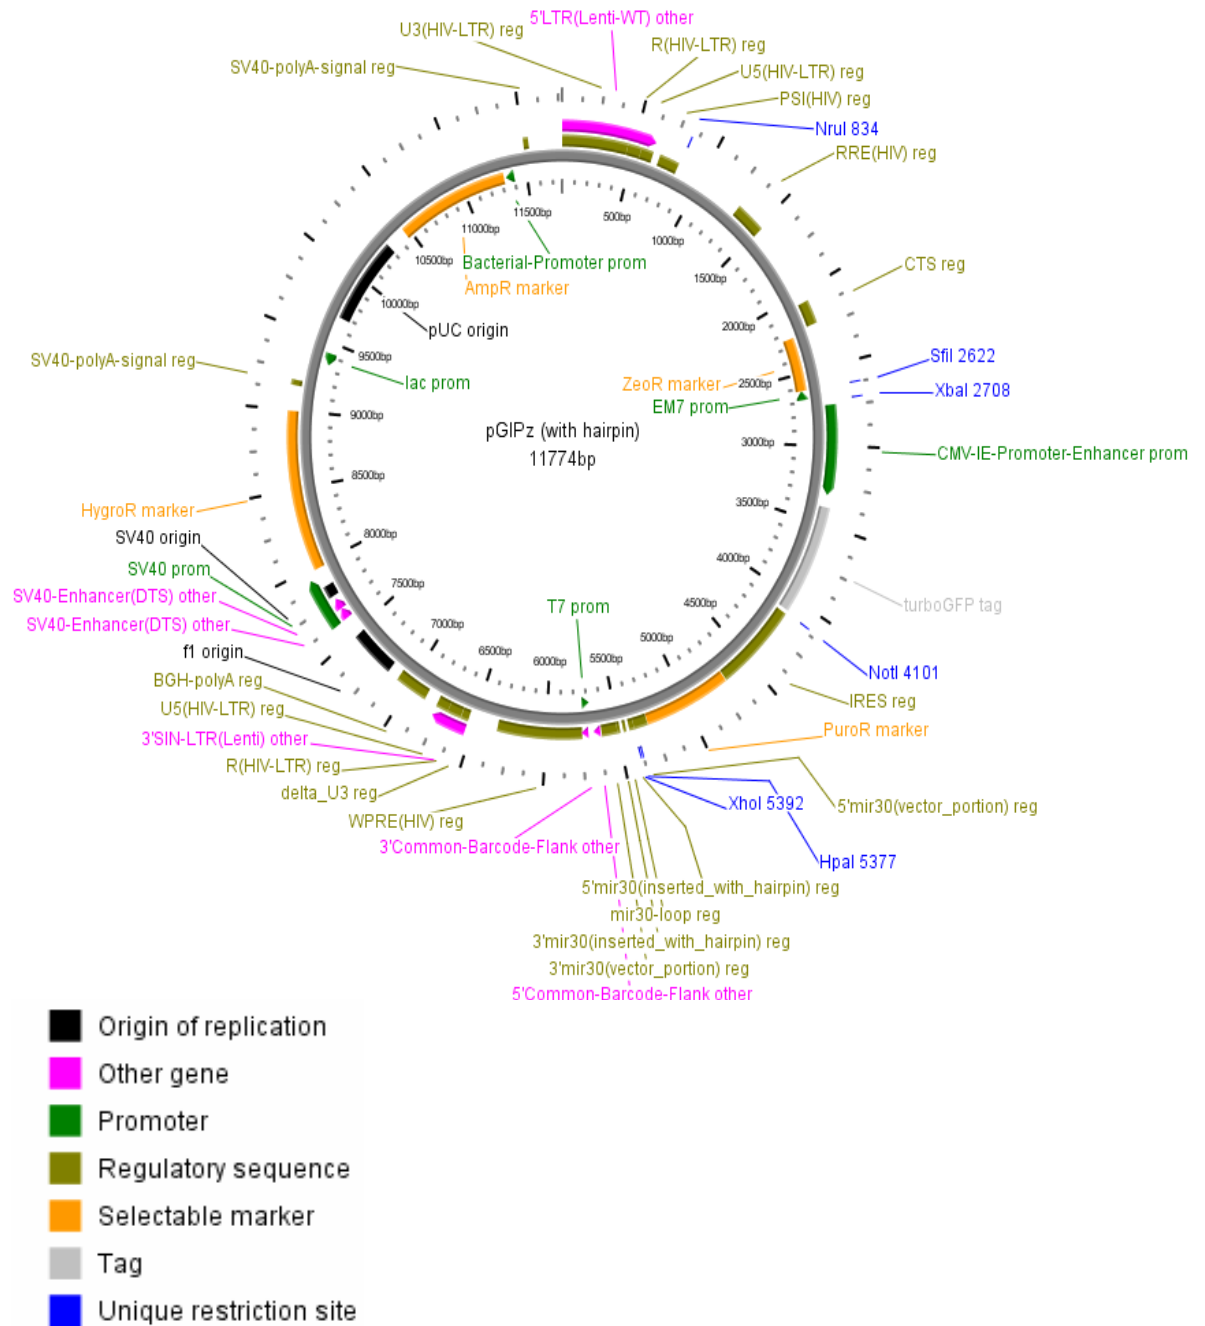 5'LTR(Lenti-WT) other
U3(HIV-LTR) reg
R(HIV-LTR) reg
SV40-polyA-signal reg
U5(HIV-LTR) reg
PSI(HIV) reg
NruI 834
RRE(HIV) reg
11500bp
500bp
11000bp
1000bp
10500bp
Bacterial-Promoter prom
CTS reg
1500bp
AmpR marker
10000bp
2000bp
pUC origin
9500bp
SfiI 2622
SV40-polyA-signal reg
lac prom
ZeoR marker
2500bp
XbaI 2708
EM7 prom
9000bp
pGIPz (with hairpin)
3000bp
CMV-IE-Promoter-Enhancer prom
11774bp
8500bp
3500bp
HygroR marker
SV40 origin
8000bp
SV40 prom
4000bp
SV40-Enhancer(DTS) other
7500bp
T7 prom
4500bp
turboGFP tag
SV40-Enhancer(DTS) other
7000bp
5000bp
f1 origin
6500bp
6000bp
5500bp
NotI 4101
BGH-polyA reg
IRES reg
U5(HIV-LTR) reg
PuroR marker
3'SIN-LTR(Lenti) other
R(HIV-LTR) reg
delta_U3 reg
XhoI 5392
5'mir30(vector_portion) reg
WPRE(HIV) reg
3'Common-Barcode-Flank other
HpaI 5377
5'mir30(inserted_with_hairpin) reg
mir30-loop reg
3'mir30(inserted_with_hairpin) reg
3'mir30(vector_portion) reg
5'Common-Barcode-Flank other
Origin of replication
Other gene
Promoter
Regulatory sequence
Selectable marker
Tag
Unique restriction site